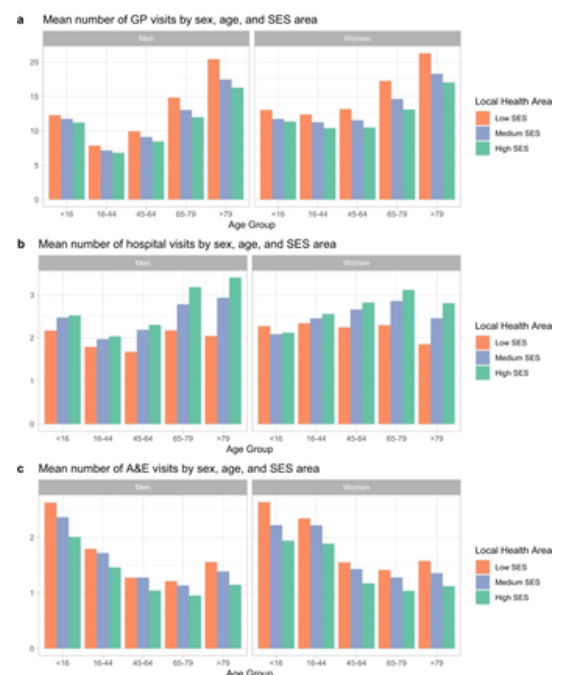 a Mean number of GP visits by sex, age, and SES area
Men Women
20
15
10
5
0
<16 16-44 45-64 65-79 >79 <16 16-44 45-64 65-79 >79
Age Group
Local Health Area
Low SES
Medium SES
High SES
b Mean number of hospital visits by sex, age, and SES area
Men Women
3
2
1
0
<16 16-44 45-64 65-79 >79 <16 16-44 45-64 65-79 >79
Age Group
Local Health Area
Low SES
Medium SES
High SES
c Mean number of A&E visits by sex, age, and SES area
Men Women
2
1
0
<16 16-44 45-64 65-79 >79 <16 16-44 45-64 65-79 >79
Age Group
Local Health Area
Low SES
Medium SES
High SES